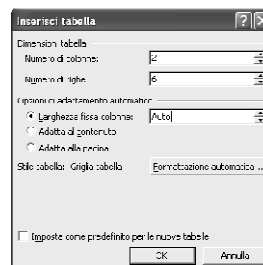 Inserisci tabella
Dimensioni tabella
Numero di colonne: 2
Numero di righe: 6
Opzioni di adattamento automatico
Larghezza fissa colonne: Auto
Adatta al contenuto
Adatta alla pagina
Stile tabella: Griglia tabella Formattazione automatica ...
Imposta come predefinito per le nuove tabelle
OK Annulla